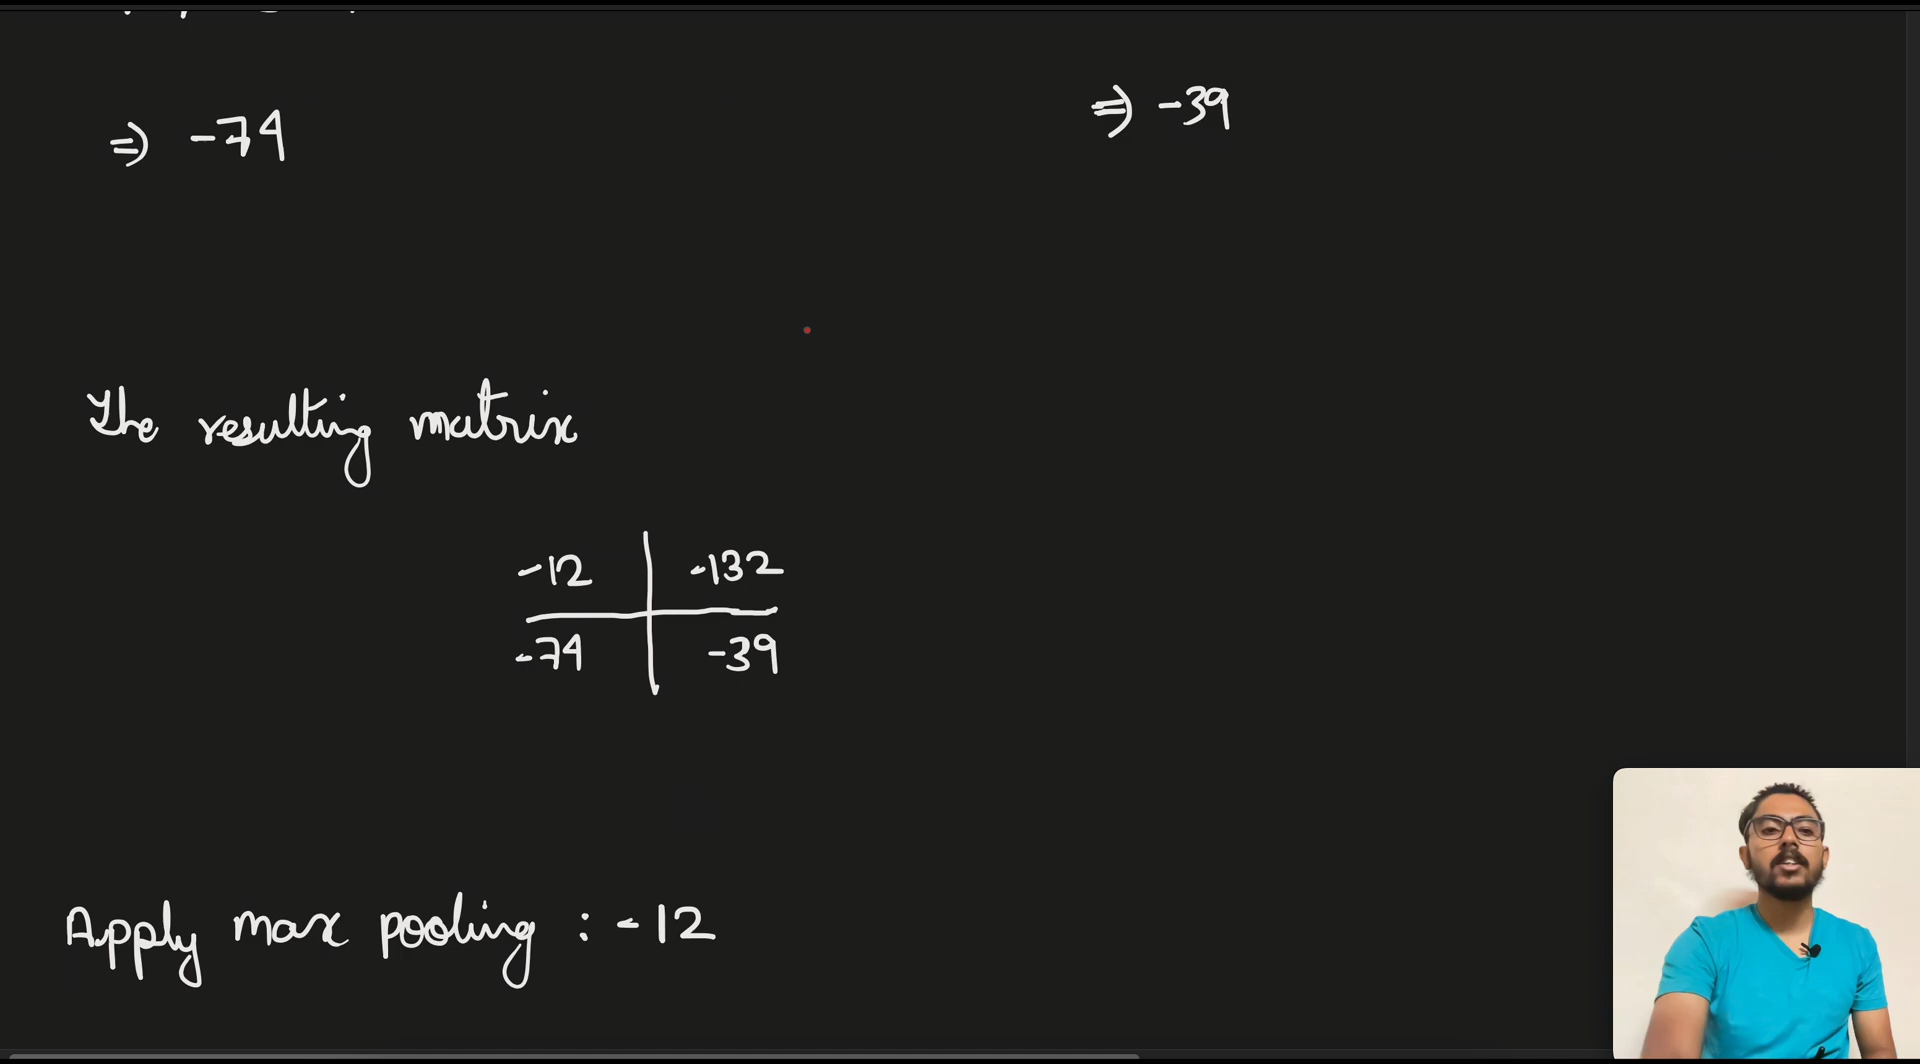 ⇒ -74
⇒ -39
The resulting matrix
-12 -132
-74 -39
Apply max pooling : -12